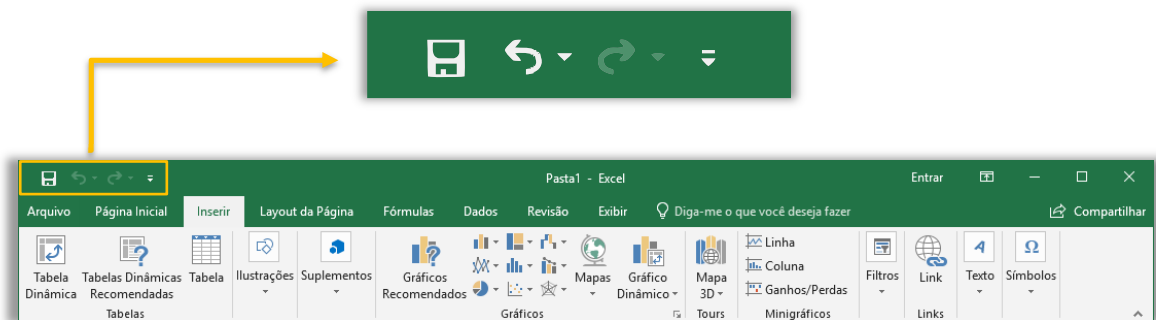 Pasta1 - Excel
Entrar
Arquivo Página Inicial Inserir Layout da Página Fórmulas Dados Revisão Exibir Diga-me o que você deseja fazer Compartilhar
Tabela Dinâmica
Tabelas Dinâmicas Recomendadas
Tabela
Tabelas
Ilustrações
Suplementos
Gráficos Recomendados
Mapas
Gráfico Dinâmico
Gráficos
Mapa 3D
Tours
Linha
Coluna
Ganhos/Perdas
Minigráficos
Filtros
Link
Links
Texto
Símbolos